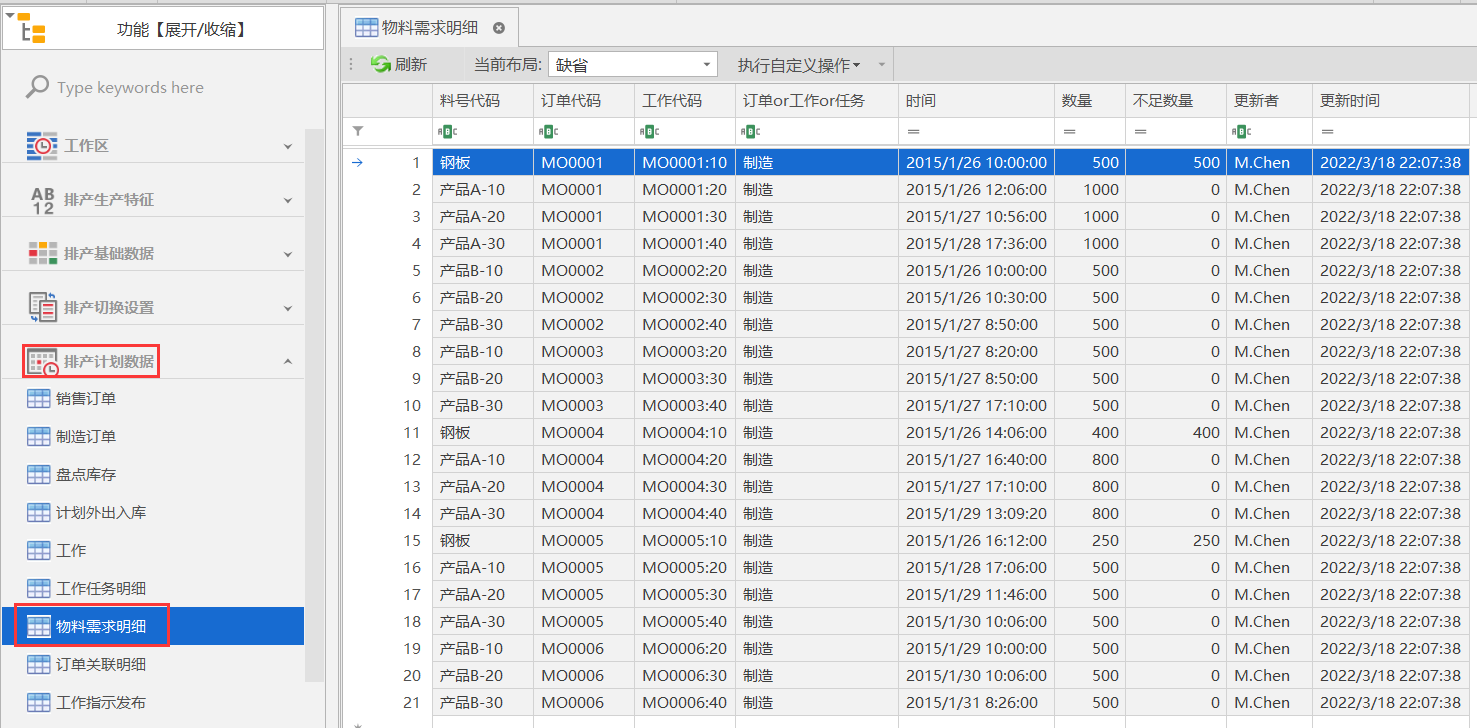 功能【展开/收缩】
Type keywords here
工作区
AB 12 排产生产特征
排产基础数据
排产切换设置
排产计划数据
销售订单
制造订单
盘点库存
计划外出入库
工作
工作任务明细
物料需求明细
订单关联明细
工作指示发布
物料需求明细
刷新 当前布局: 缺省 执行自定义操作
料号代码 订单代码 工作代码 订单or工作or任务 时间 数量 不足数量 更新者 更新时间
ABC ABC ABC ABC = = = ABC =
1 钢板 MO0001 MO0001:10 制造 2015/1/26 10:00:00 500 500 M.Chen 2022/3/18 22:07:38
2 产品A-10 MO0001 MO0001:20 制造 2015/1/26 12:06:00 1000 0 M.Chen 2022/3/18 22:07:38
3 产品A-20 MO0001 MO0001:30 制造 2015/1/27 10:56:00 1000 0 M.Chen 2022/3/18 22:07:38
4 产品A-30 MO0001 MO0001:40 制造 2015/1/28 17:36:00 1000 0 M.Chen 2022/3/18 22:07:38
5 产品B-10 MO0002 MO0002:20 制造 2015/1/26 10:00:00 500 0 M.Chen 2022/3/18 22:07:38
6 产品B-20 MO0002 MO0002:30 制造 2015/1/26 10:30:00 500 0 M.Chen 2022/3/18 22:07:38
7 产品B-30 MO0002 MO0002:40 制造 2015/1/27 8:50:00 500 0 M.Chen 2022/3/18 22:07:38
8 产品B-10 MO0003 MO0003:20 制造 2015/1/27 8:20:00 500 0 M.Chen 2022/3/18 22:07:38
9 产品B-20 MO0003 MO0003:30 制造 2015/1/27 8:50:00 500 0 M.Chen 2022/3/18 22:07:38
10 产品B-30 MO0003 MO0003:40 制造 2015/1/27 17:10:00 500 0 M.Chen 2022/3/18 22:07:38
11 钢板 MO0004 MO0004:10 制造 2015/1/26 14:06:00 400 400 M.Chen 2022/3/18 22:07:38
12 产品A-10 MO0004 MO0004:20 制造 2015/1/27 16:40:00 800 0 M.Chen 2022/3/18 22:07:38
13 产品A-20 MO0004 MO0004:30 制造 2015/1/27 17:10:00 800 0 M.Chen 2022/3/18 22:07:38
14 产品A-30 MO0004 MO0004:40 制造 2015/1/29 13:09:20 800 0 M.Chen 2022/3/18 22:07:38
15 钢板 MO0005 MO0005:10 制造 2015/1/26 16:12:00 250 250 M.Chen 2022/3/18 22:07:38
16 产品A-10 MO0005 MO0005:20 制造 2015/1/28 17:06:00 500 0 M.Chen 2022/3/18 22:07:38
17 产品A-20 MO0005 MO0005:30 制造 2015/1/29 11:46:00 500 0 M.Chen 2022/3/18 22:07:38
18 产品A-30 MO0005 MO0005:40 制造 2015/1/30 10:06:00 500 0 M.Chen 2022/3/18 22:07:38
19 产品B-10 MO0006 MO0006:20 制造 2015/1/29 10:00:00 500 0 M.Chen 2022/3/18 22:07:38
20 产品B-20 MO0006 MO0006:30 制造 2015/1/30 10:06:00 500 0 M.Chen 2022/3/18 22:07:38
21 产品B-30 MO0006 MO0006:40 制造 2015/1/31 8:26:00 500 0 M.Chen 2022/3/18 22:07:38